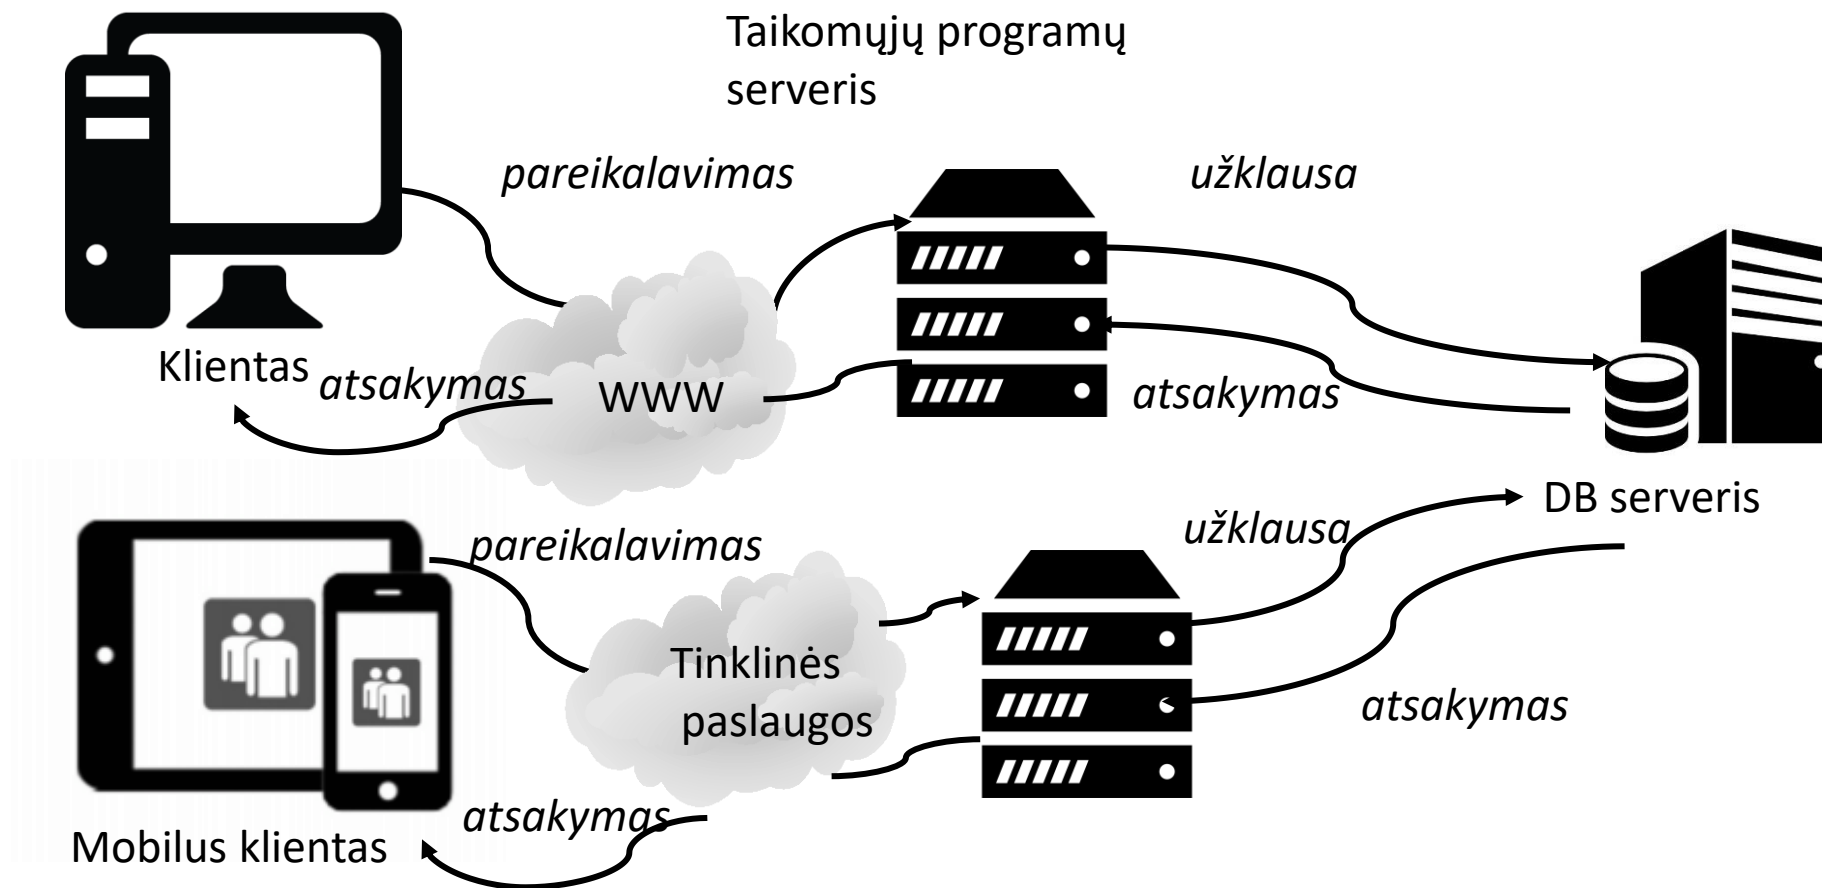 Taikomųjų programų
serveris
pareikalavimas
užklausa
Klientas
atsakymas
WWW
atsakymas
DB serveris
pareikalavimas
užklausa
Tinklinės
paslaugos
atsakymas
atsakymas
Mobilus klientas